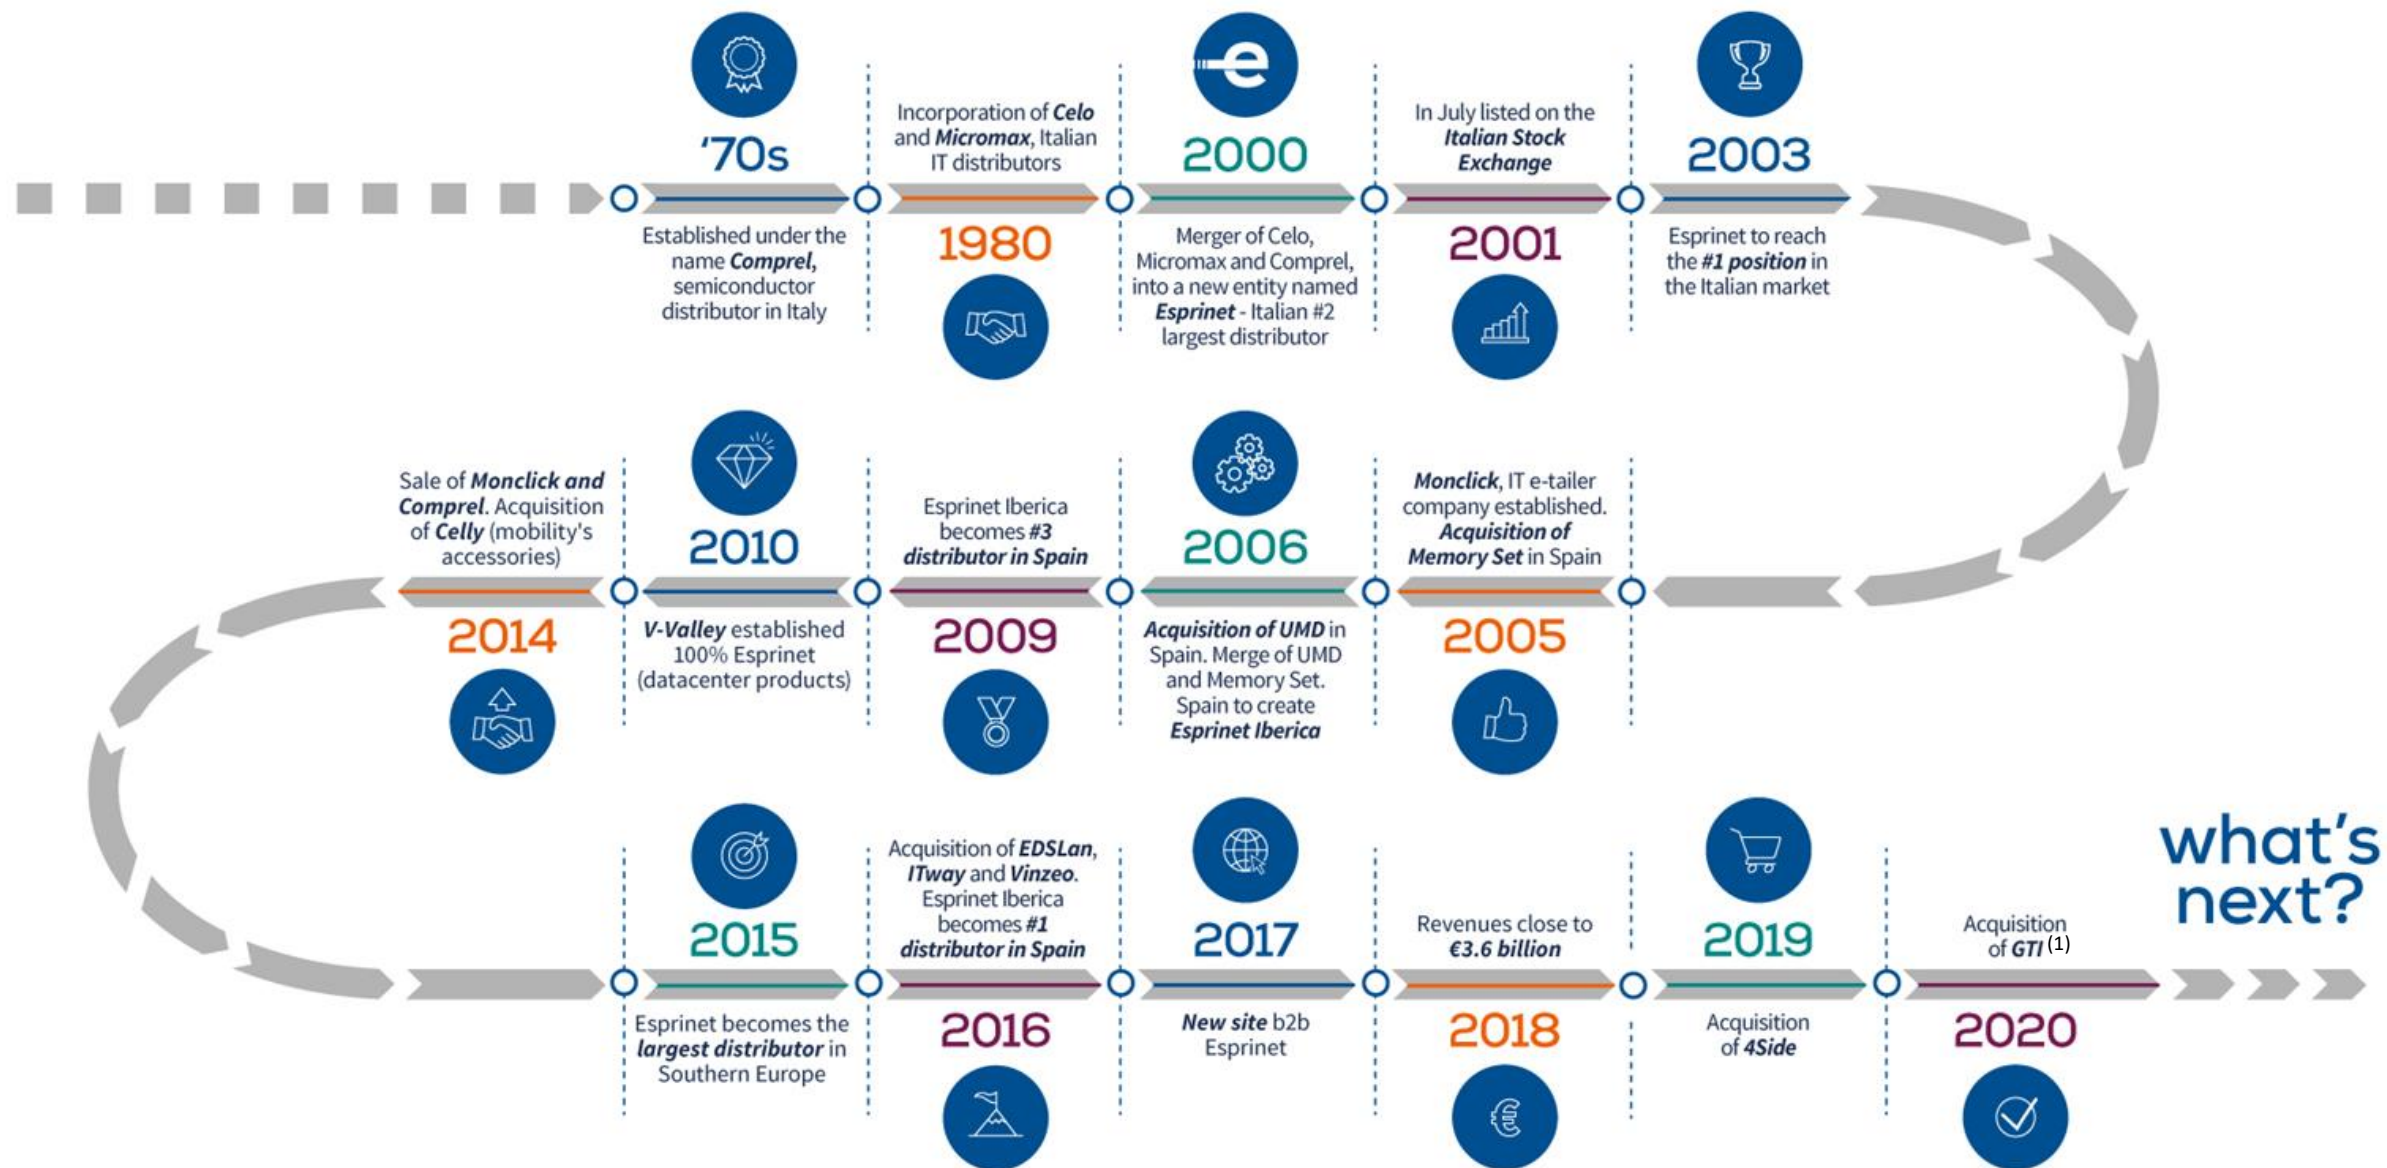 '70s
Established under the
name Comprel,
semiconductor
distributor in Italy
Incorporation of Celo
and Micromax, Italian
IT distributors
1980
e
2000
Merger of Celo,
Micromax and Comprel,
into a new entity named
Esprinet - Italian #2
largest distributor
In July listed on the
Italian Stock
Exchange
2001
2003
Esprinet to reach
the #1 position in
the Italian market
Monclick, IT e-tailer
company established.
Acquisition of
Memory Set in Spain
2005
2006
Acquisition of UMD in
Spain. Merge of UMD
and Memory Set.
Spain to create
Esprinet Iberica
Esprinet Iberica
becomes #3
distributor in Spain
2009
2010
V-Valley established
100% Esprinet
(datacenter products)
Sale of Monclick and
Comprel. Acquisition
of Celly (mobility's
accessories)
2014
2015
Esprinet becomes the
largest distributor in
Southern Europe
Acquisition of EDSLan,
ITway and Vinzeo.
Esprinet Iberica
becomes #1
distributor in Spain
2016
2017
New site b2b
Esprinet
Revenues close to
€3.6 billion
2018
€
2019
Acquisition
of 4Side
Acquisition
of GTI (1)
2020
what's
next?